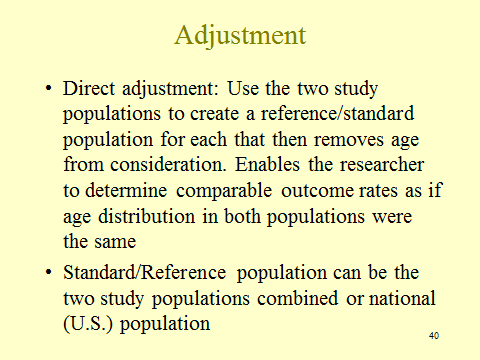 Adjustment
• Direct adjustment: Use the two study
populations to create a reference/standard
population for each that then removes age
from consideration. Enables the researcher
to determine comparable outcome rates as if
age distribution in both populations were
the same
• Standard/Reference population can be the
two study populations combined or national
(U.S.) population
40